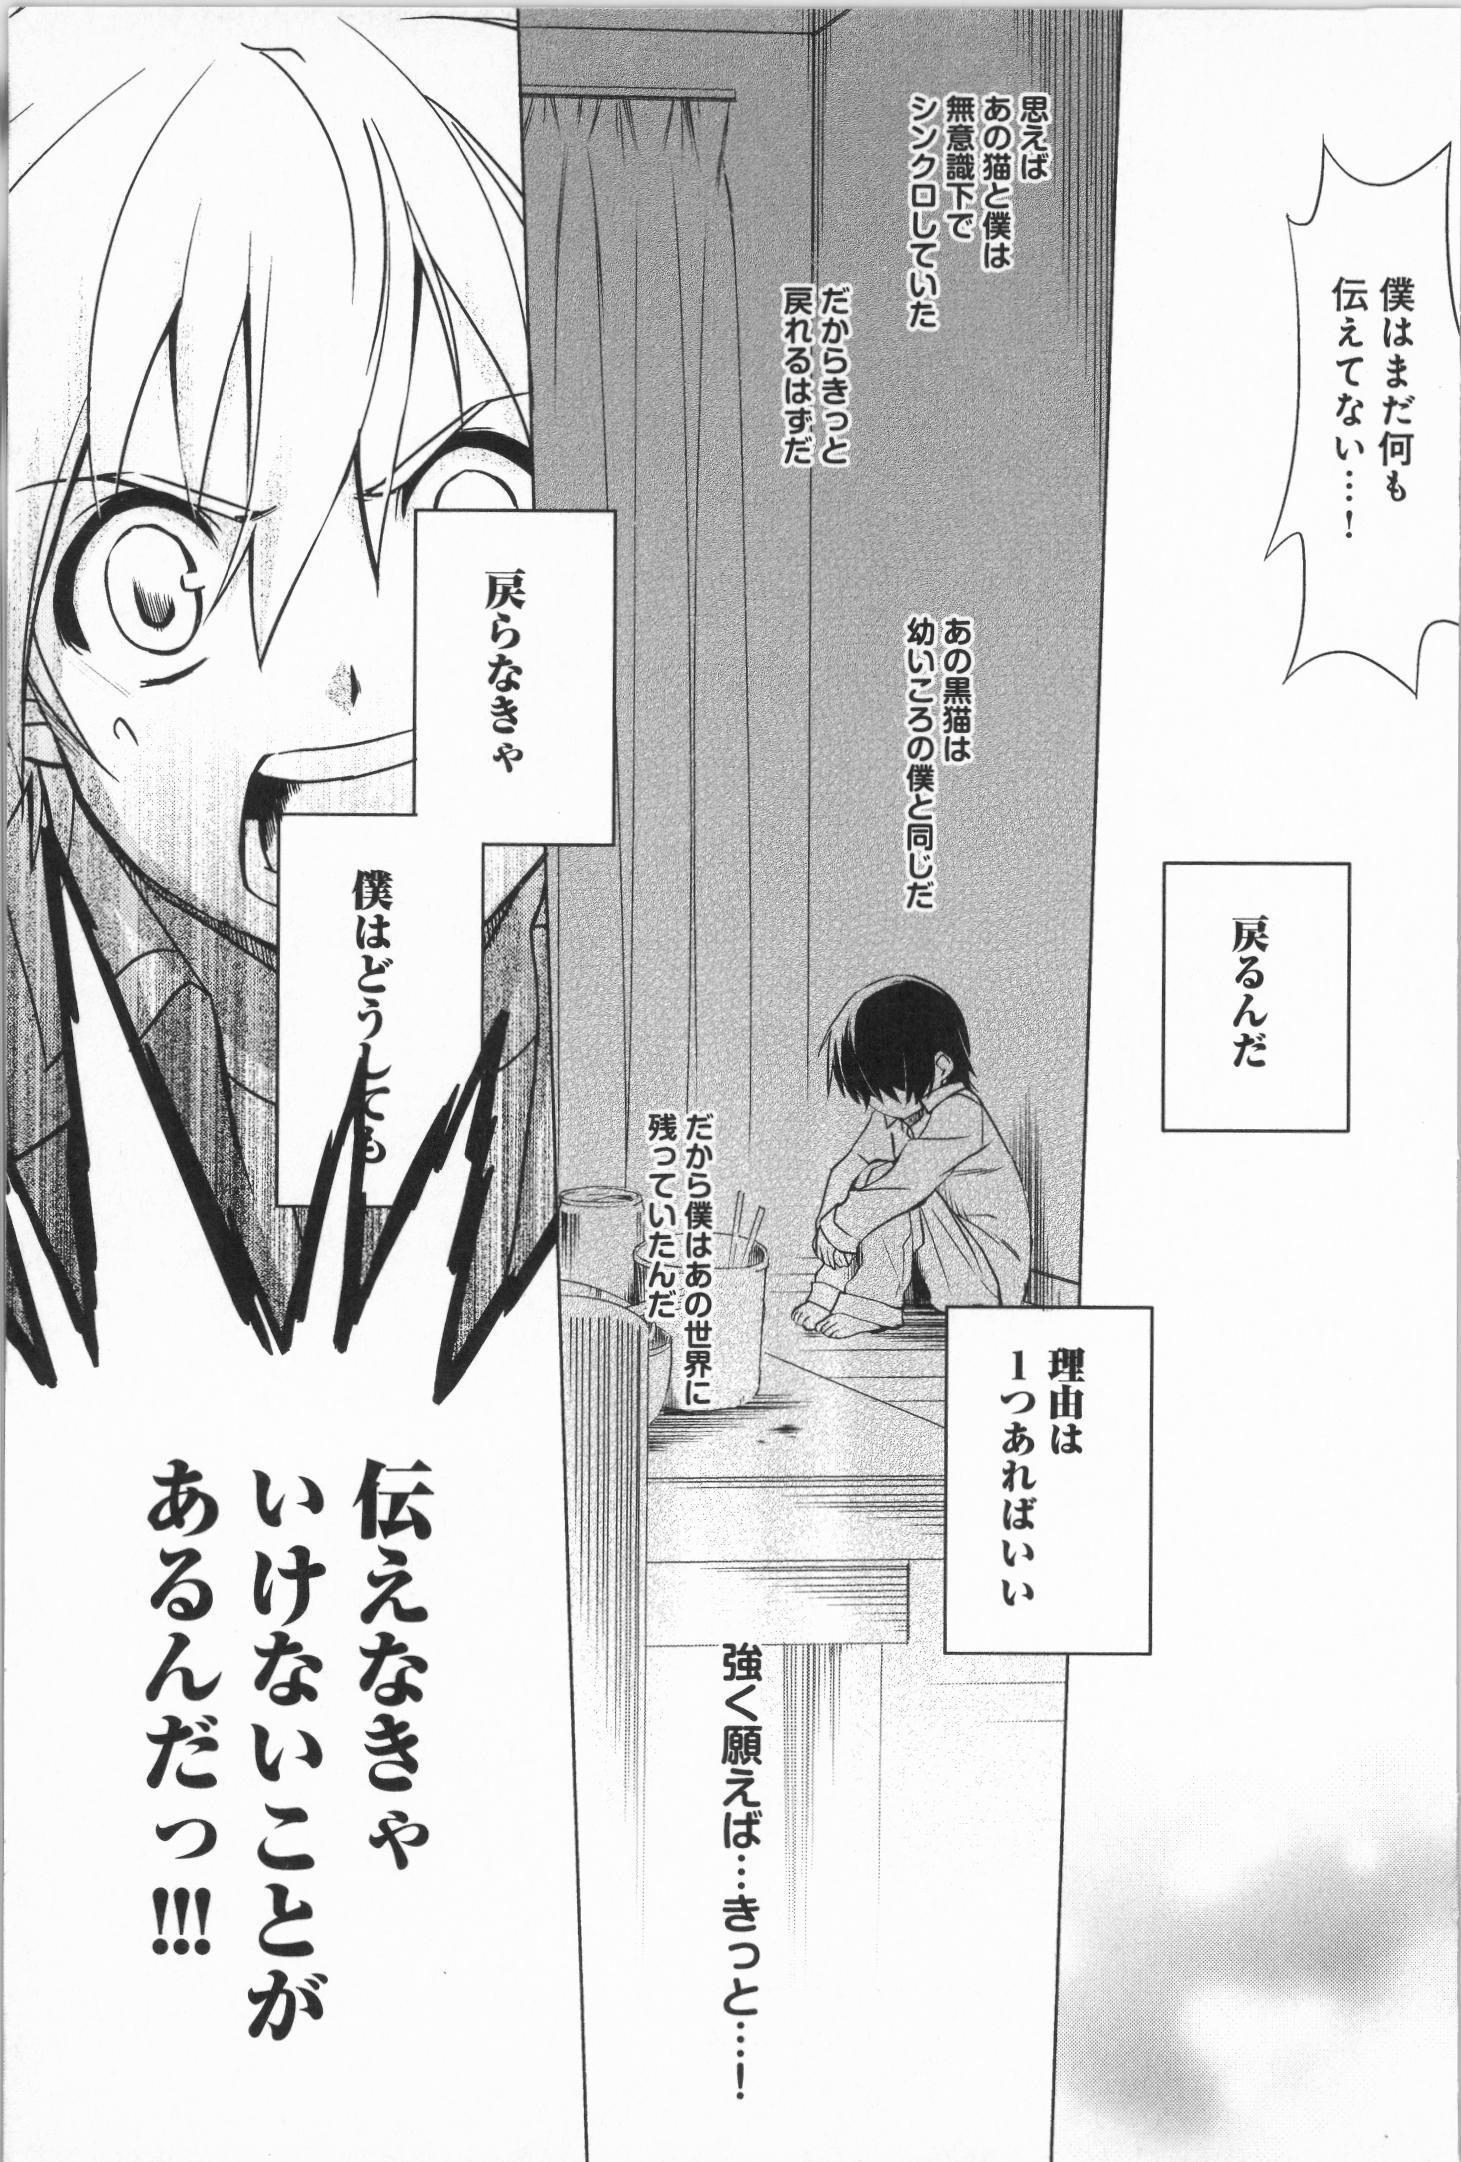 僕はまだ何も
伝えてない…！
戻るんだ
理由は
1つあればいい
思えば
あの猫と僕は
無意識下で
シンクロしていた
だからきっと
戻れるはずだ
あの黒猫は
幼いころの僕と同じだ
だから僕はあの世界に
残っていたんだ
強く願えば…きっと…！
戻らなきゃ
僕はどうしても
伝えなきゃ
いけないことが
あるんだっ!!!